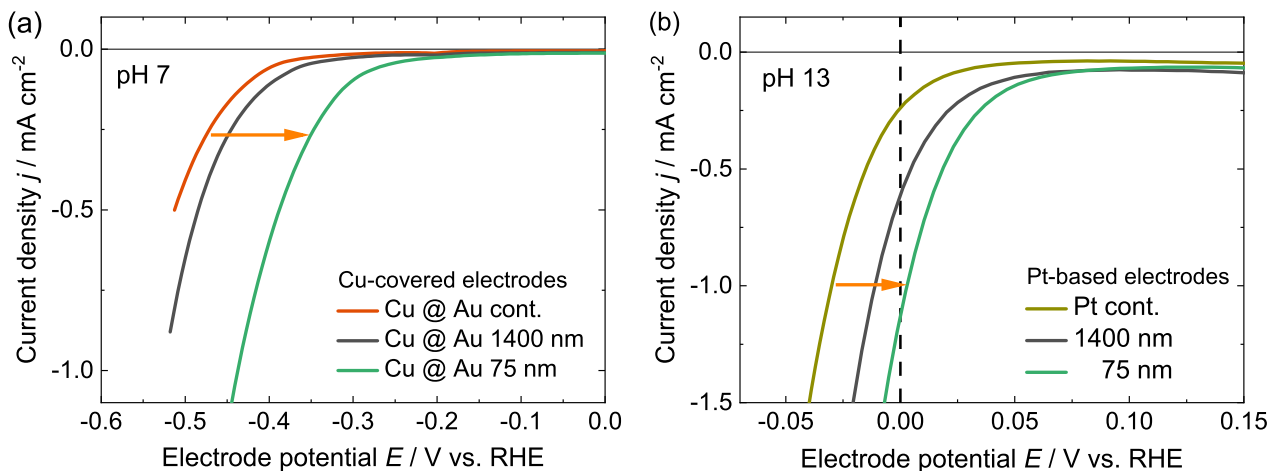 (a)
0.0
-0.5
-1.0
Current density j / mA cm-2
pH 7
Cu-covered electrodes
Cu @ Au cont.
Cu @ Au 1400 nm
Cu @ Au 75 nm
-0.6 -0.5 -0.4 -0.3 -0.2 -0.1 0.0
Electrode potential E / V vs. RHE
(b)
0.0
-0.5
-1.0
-1.5
Current density j / mA cm-2
pH 13
Pt-based electrodes
Pt cont.
1400 nm
75 nm
-0.05 0.00 0.05 0.10 0.15
Electrode potential E / V vs. RHE